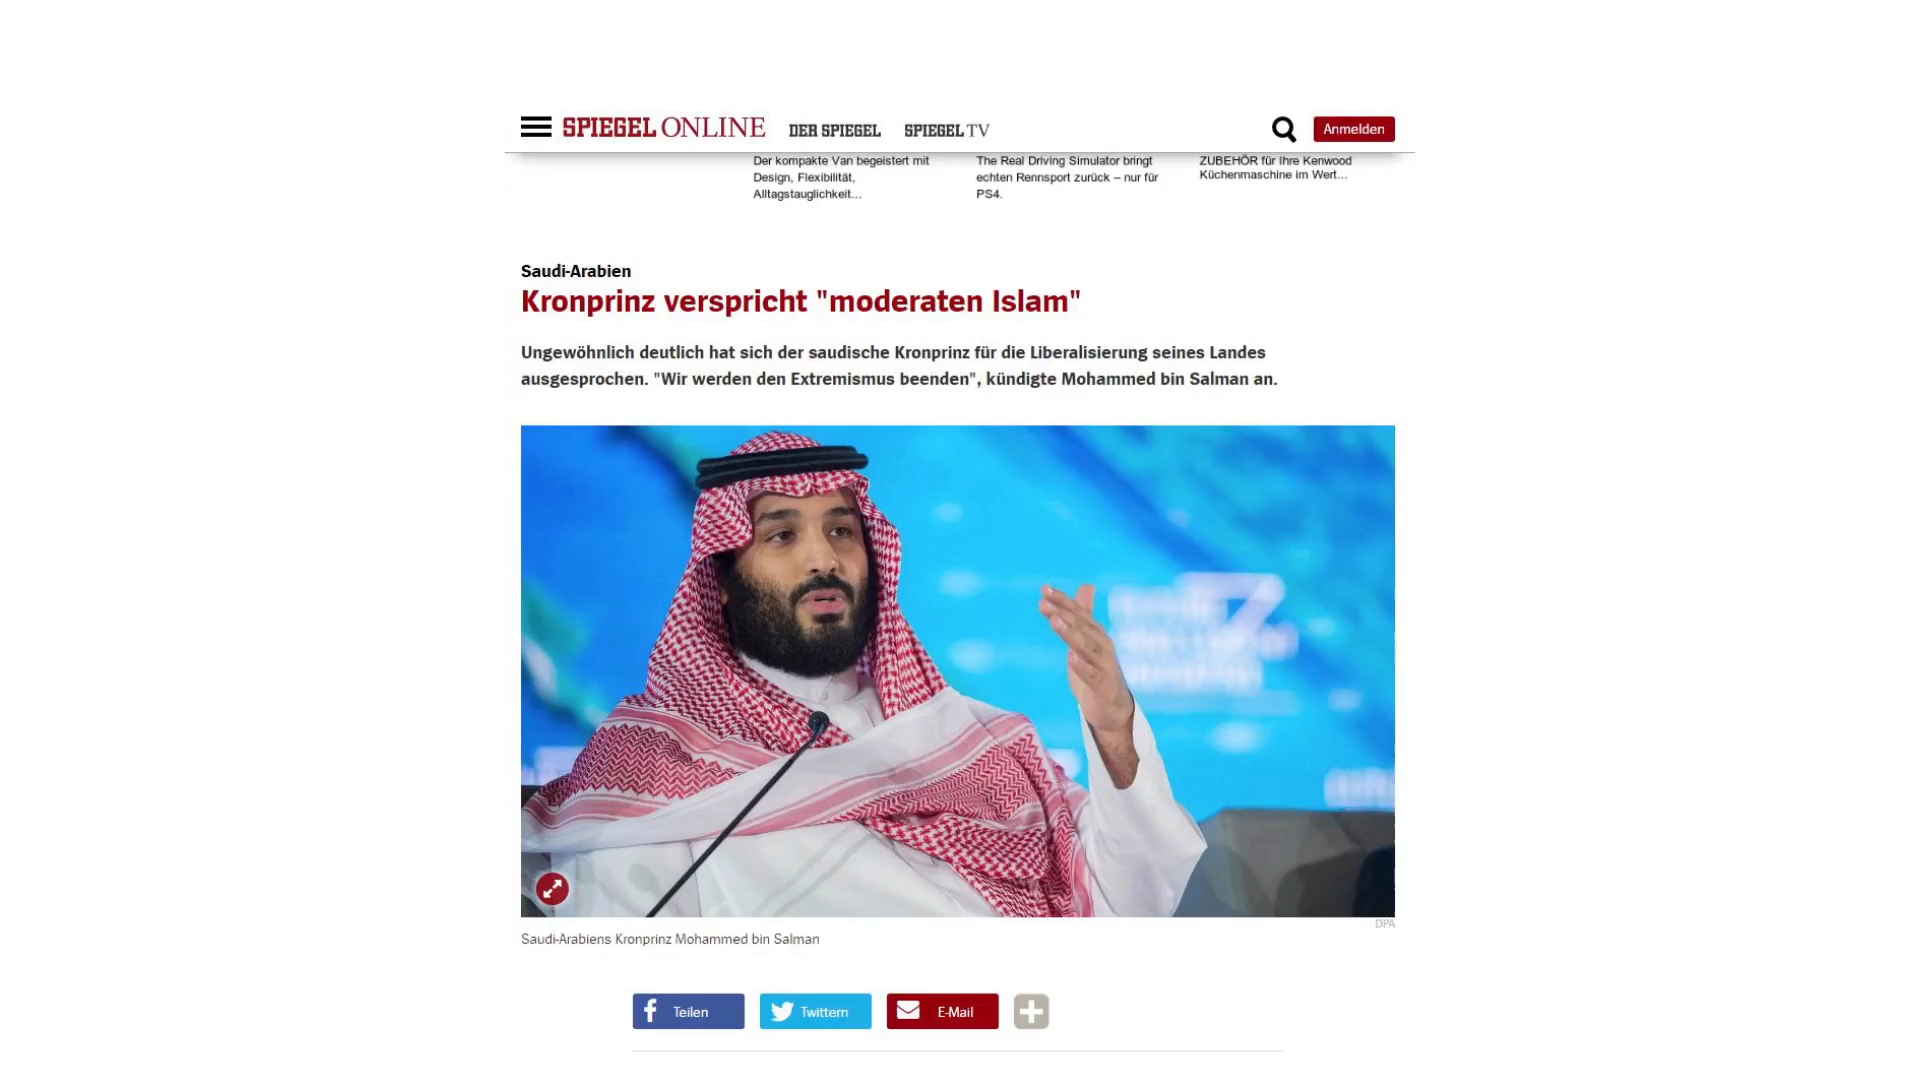 SPIEGEL ONLINE DER SPIEGEL SPIEGEL TV Anmelden
Der kompakte Van begeistert mit
Design, Flexibilität,
Alltagstauglichkeit...
The Real Driving Simulator bringt
echten Rennsport zurück – nur für
PS4.
ZUBEHÖR für Ihre Kenwood
Küchenmaschine im Wert...
Saudi-Arabien
Kronprinz verspricht "moderaten Islam"
Ungewöhnlich deutlich hat sich der saudische Kronprinz für die Liberalisierung seines Landes
ausgesprochen. "Wir werden den Extremismus beenden", kündigte Mohammed bin Salman an.
DPA
Saudi-Arabiens Kronprinz Mohammed bin Salman
Teilen Twittern E-Mail